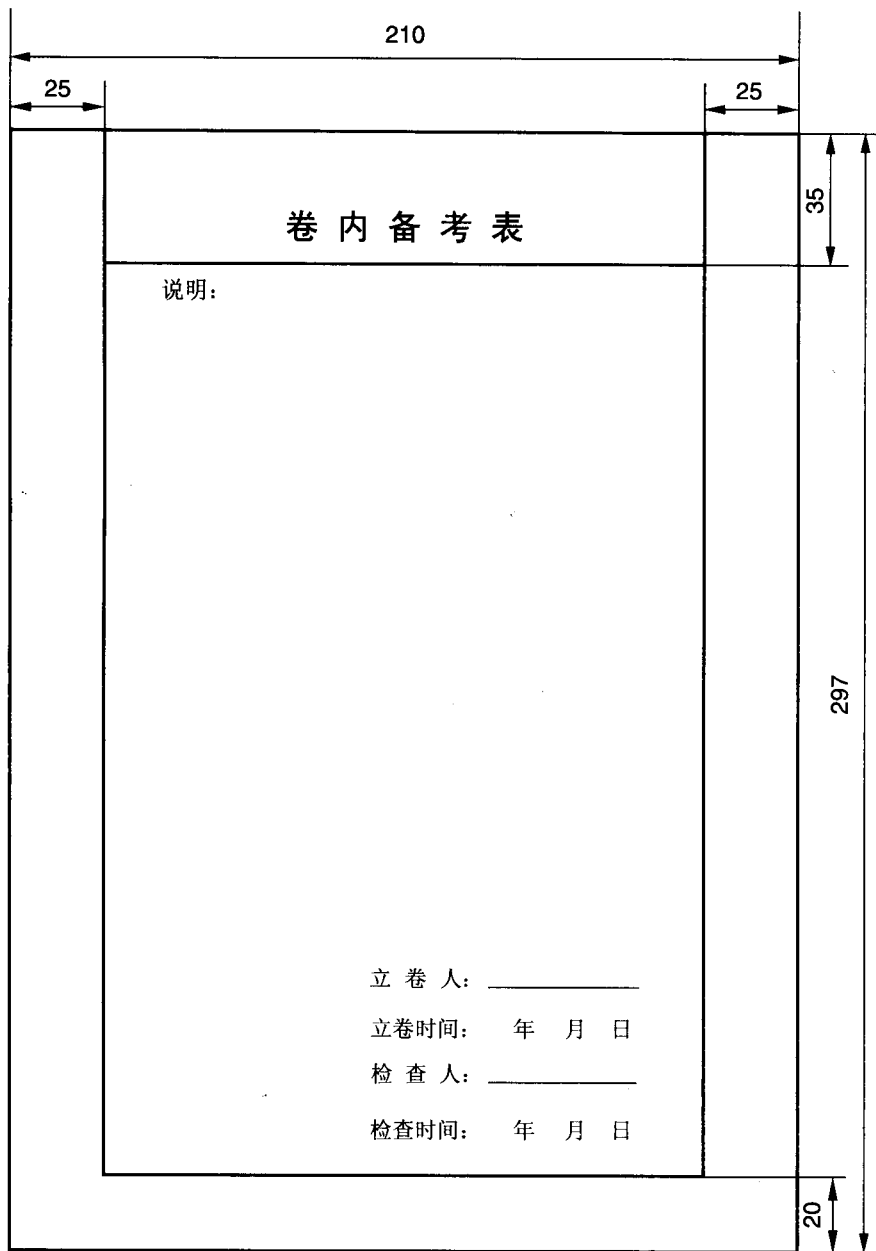 210
25
25
35
卷内备考表
说明：
297
立 卷 人：
立卷时间： 年 月 日
检 查 人：
检查时间： 年 月 日
20